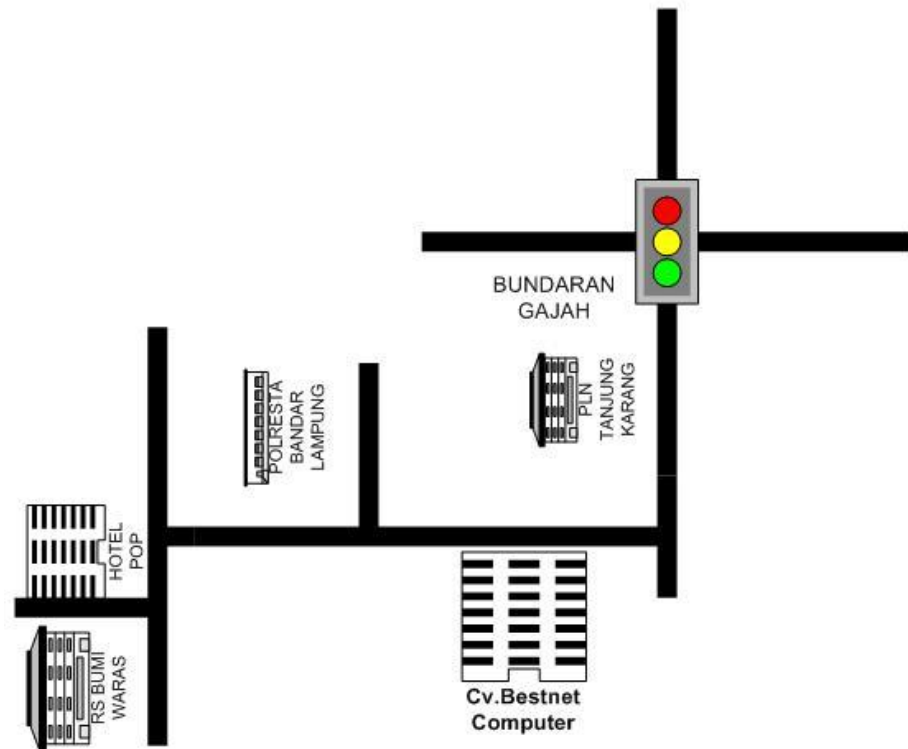 BUNDARAN
GAJAH
PLN
TANJUNG
KARANG
POLRESTA
BANDAR
LAMPUNG
HOTEL
POP
RS BUMI
WARAS
Cv.Bestnet
Computer